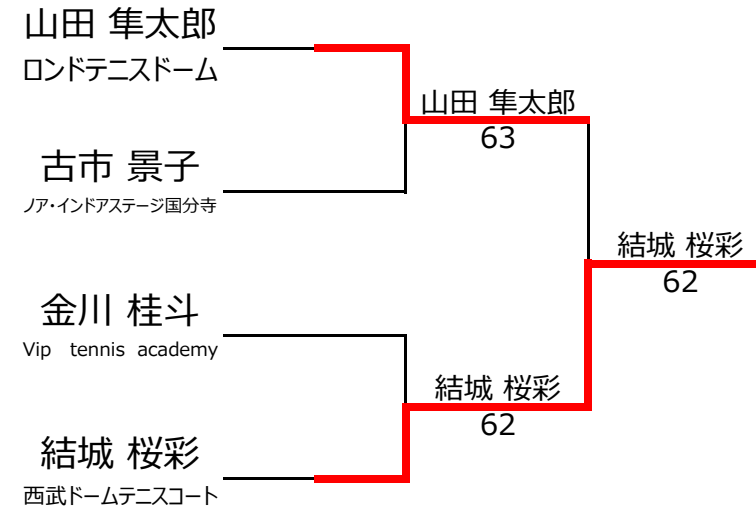 山田 隼太郎
ロンドテニスドーム
山田 隼太郎
63
古市 景子
ノア・インドアステージ国分寺
結城 桜彩
62
金川 桂斗
Vip tennis academy
結城 桜彩
62
結城 桜彩
西武ドームテニスコート